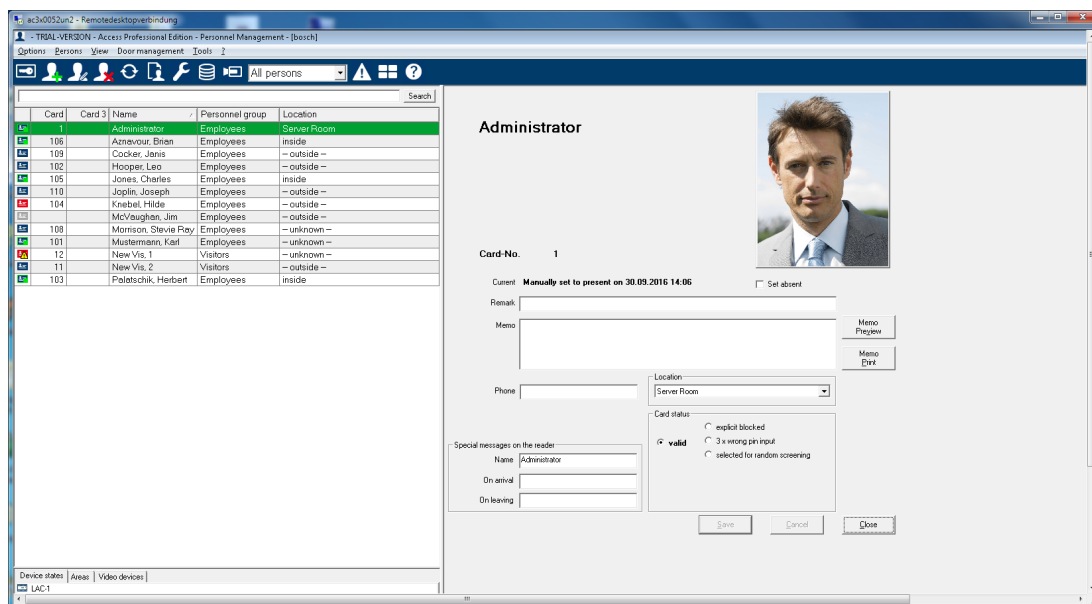 ac3x0052un2 - Remotedesktopverbindung
- TRIAL-VERSION - Access Professional Edition - Personnel Management - [bosch]
Options Persons View Door management Tools ?
All persons
Search
Card Card 3 Name Personnel group Location
1 Administrator Employees Server Room
106 Aznavour, Brian Employees inside
109 Cocker, Janis Employees -- outside --
102 Hooper, Leo Employees -- outside --
105 Jones, Charles Employees inside
110 Joplin, Joseph Employees -- outside --
104 Knebel, Hilde Employees -- outside --
McVaughan, Jim Employees -- outside --
108 Morrison, Stevie Ray Employees -- unknown --
101 Mustermann, Karl Employees -- unknown --
12 New Vis, 1 Visitors -- unknown --
11 New Vis, 2 Visitors -- outside --
103 Palatschik, Herbert Employees inside
Device states Areas Video devices
LAC-1
Administrator
Card-No. 1
Current Manually set to present on 30.09.2016 14:06
Set absent
Remark
Memo
Memo Preview
Memo Print
Phone
Location
Server Room
Card status
valid
explicit blocked
3 x wrong pin input
selected for random screening
Special messages on the reader
Name Administrator
On arrival
On leaving
Save Cancel Close